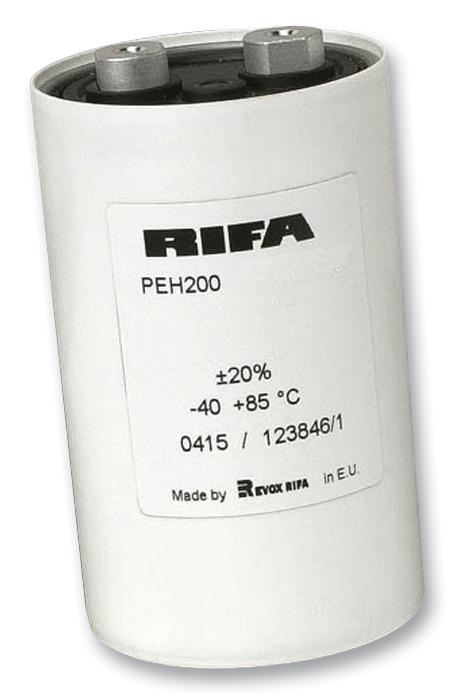 RIFA
PEH200
±20%
-40 +85 °C
0415 / 123846/1
Made by REVOX RIFA in E.U.